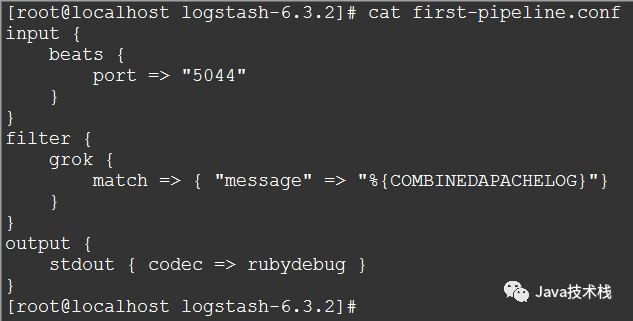 [root@localhost logstash-6.3.2]# cat first-pipeline.conf
input {
    beats {
        port => "5044"
    }
}
filter {
    grok {
        match => { "message" => "%{COMBINEDAPACHELOG}"}
    }
}
output {
    stdout { codec => rubydebug }
}
[root@localhost logstash-6.3.2]#
Java技术栈